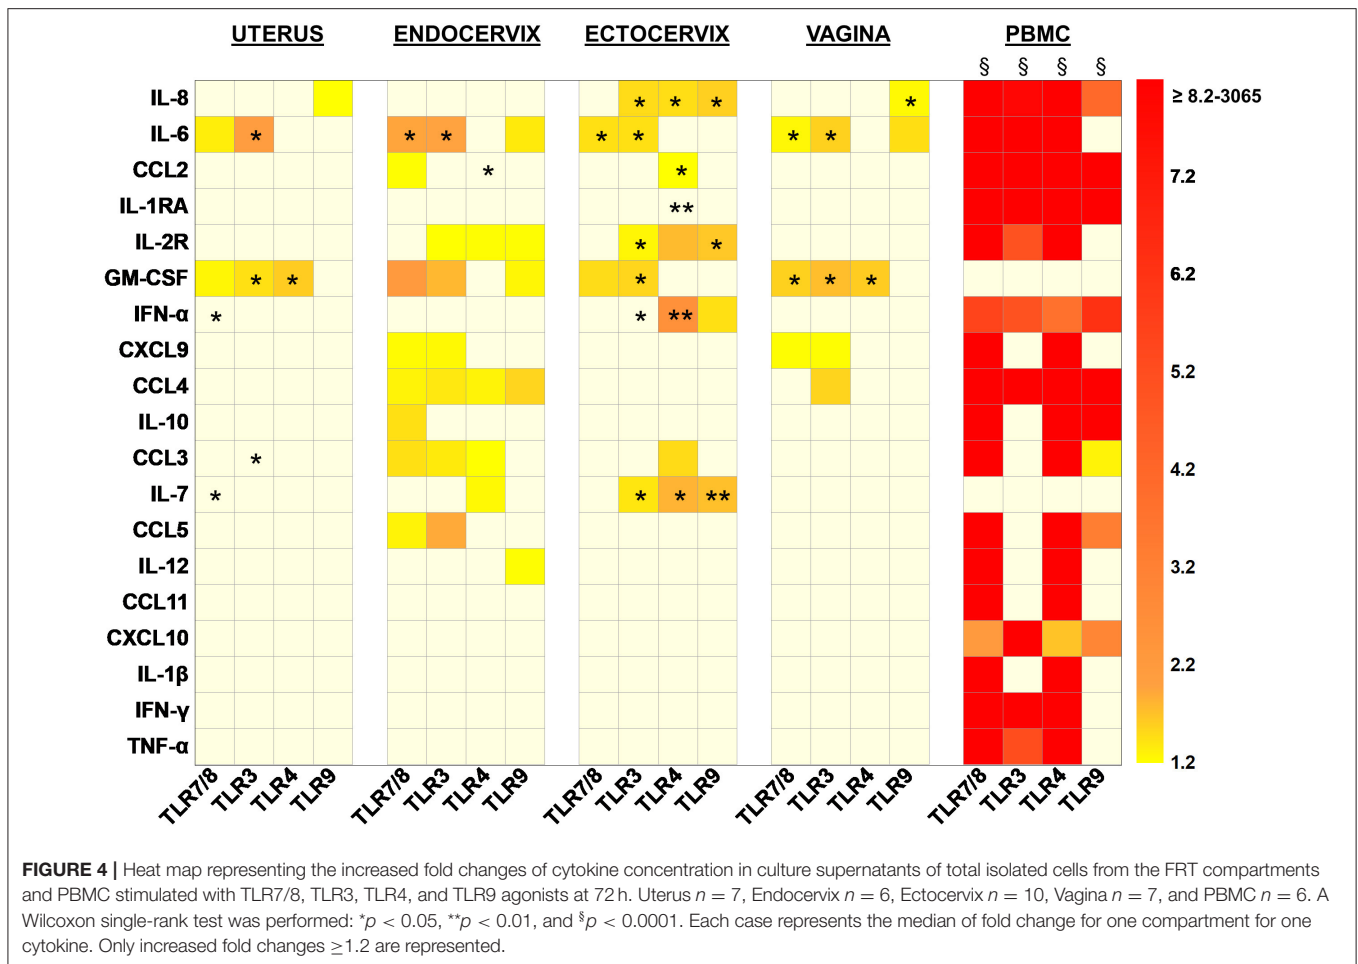 UTERUS ENDOCERVIX ECTOCERVIX VAGINA PBMC
§ § § §
IL-8 * * * * ≥ 8.2-3065
IL-6 * * * * * * *
CCL2 * * 7.2
IL-1RA **
IL-2R * *
GM-CSF * * * * * * 6.2
IFN-α * * **
CXCL9
CCL4 5.2
IL-10
CCL3 * 4.2
IL-7 * * * **
CCL5
IL-12 3.2
CCL11
CXCL10
IL-1β 2.2
IFN-γ
TNF-α 1.2
TLR7/8 TLR3 TLR4 TLR9 TLR7/8 TLR3 TLR4 TLR9 TLR7/8 TLR3 TLR4 TLR9 TLR7/8 TLR3 TLR4 TLR9 TLR7/8 TLR3 TLR4 TLR9
FIGURE 4 | Heat map representing the increased fold changes of cytokine concentration in culture supernatants of total isolated cells from the FRT compartments
and PBMC stimulated with TLR7/8, TLR3, TLR4, and TLR9 agonists at 72 h. Uterus n = 7, Endocervix n = 6, Ectocervix n = 10, Vagina n = 7, and PBMC n = 6. A
Wilcoxon single-rank test was performed: *p < 0.05, **p < 0.01, and §p < 0.0001. Each case represents the median of fold change for one compartment for one
cytokine. Only increased fold changes ≥1.2 are represented.